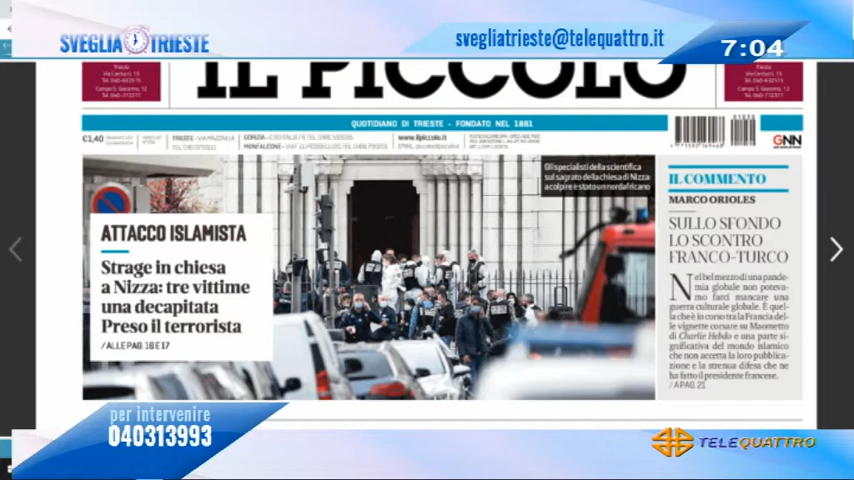 SVEGLIA TRIESTE
svegliatrieste@telequattro.it
7:04
IL PICCOLO
QUOTIDIANO DI TRIESTE - FONDATO NEL 1881
€1,40
www.ilpiccolo.it
GNN
Gli specialisti della scientifica
sul sagrato della chiesa di Nizza
a colpire è stato un nordafricano
IL COMMENTO
MARCO ORIOLES
SULLO SFONDO
LO SCONTRO
FRANCO-TURCO
Nel bel mezzo di una pande-
mia globale non poteva-
mo farci mancare una
guerra culturale globale. È quel-
la che è in corso tra la Francia del-
le vignette corsare su Maometto
di Charlie Hebdo e una parte si-
gnificativa del mondo islamico
che non accetta la loro pubblica-
zione e la strenua difesa che ne
ha fatto il presidente francese.
/ A PAG. 21
ATTACCO ISLAMISTA
Strage in chiesa
a Nizza: tre vittime
una decapitata
Preso il terrorista
/ ALLE PAG. 16 E 17
per intervenire
040313993
TELEQUATTRO